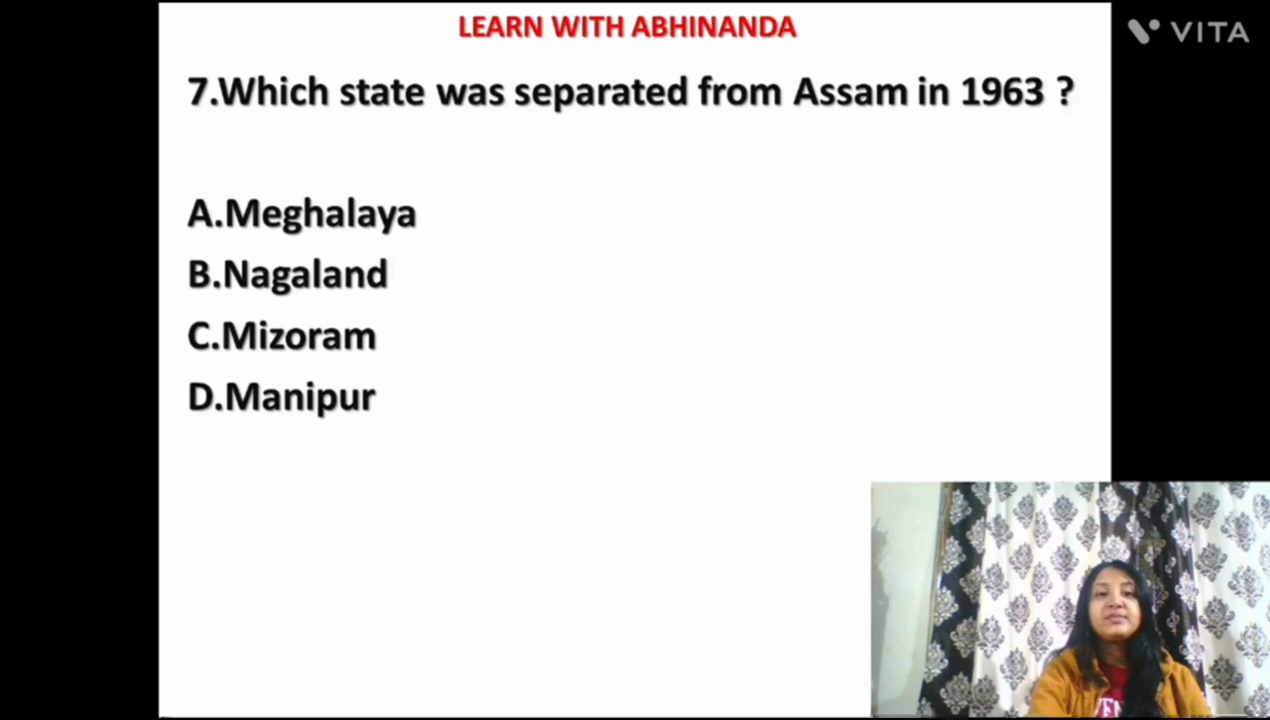 LEARN WITH ABHINANDA
VITA
7.Which state was separated from Assam in 1963 ?
A.Meghalaya
B.Nagaland
C.Mizoram
D.Manipur